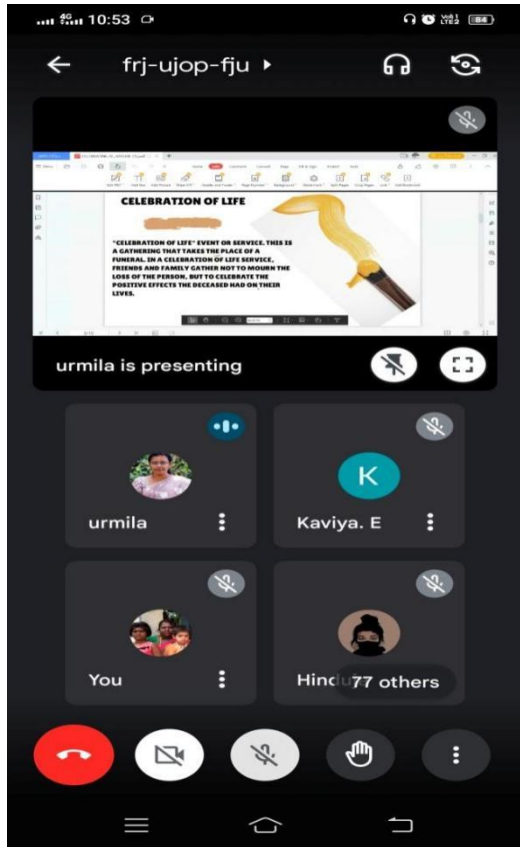 4G 10:53 VoLTE2 84
frj-ujop-fju
CELEBRATION OF LIFE
"CELEBRATION OF LIFE" EVENT OR SERVICE. THIS IS
A GATHERING THAT TAKES THE PLACE OF A
FUNERAL. IN A CELEBRATION OF LIFE SERVICE,
FRIENDS AND FAMILY GATHER NOT TO MOURN THE
LOSS OF THE PERSON, BUT TO CELEBRATE THE
POSITIVE EFFECTS THE DECEASED HAD ON THEIR
LIVES.
urmila is presenting
K
urmila Kaviya. E
You 77 others